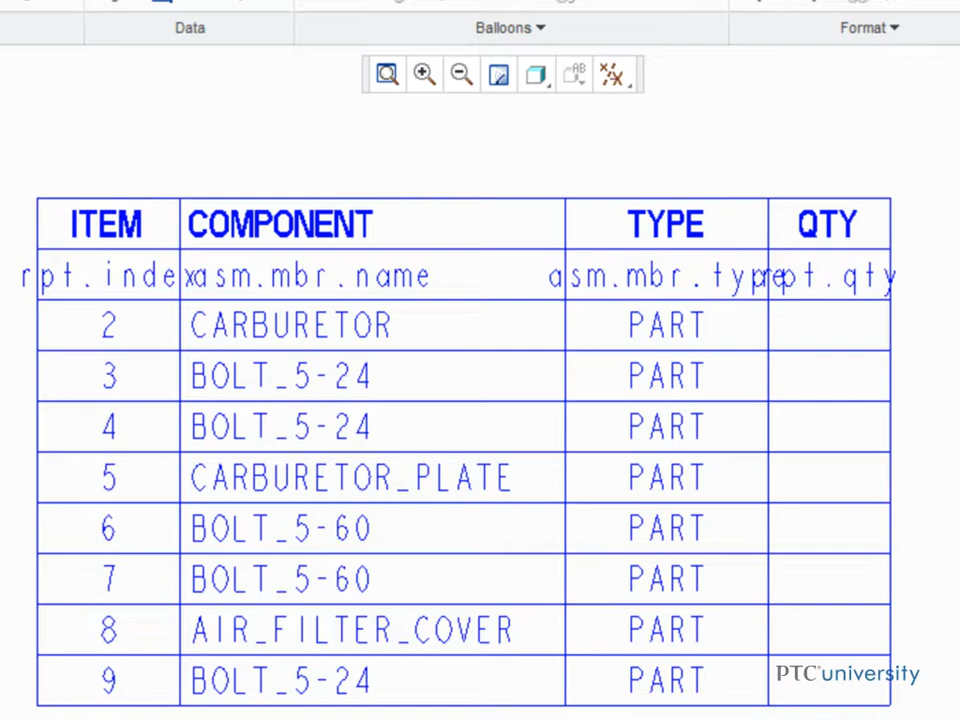 Data Balloons Format
AB
ITEM COMPONENT TYPE QTY
rpt.index asm.mbr.name asm.mbr.type rpt.qty
2 CARBURETOR PART
3 BOLT_5-24 PART
4 BOLT_5-24 PART
5 CARBURETOR_PLATE PART
6 BOLT_5-60 PART
7 BOLT_5-60 PART
8 AIR_FILTER_COVER PART
9 BOLT_5-24 PART
PTC® university